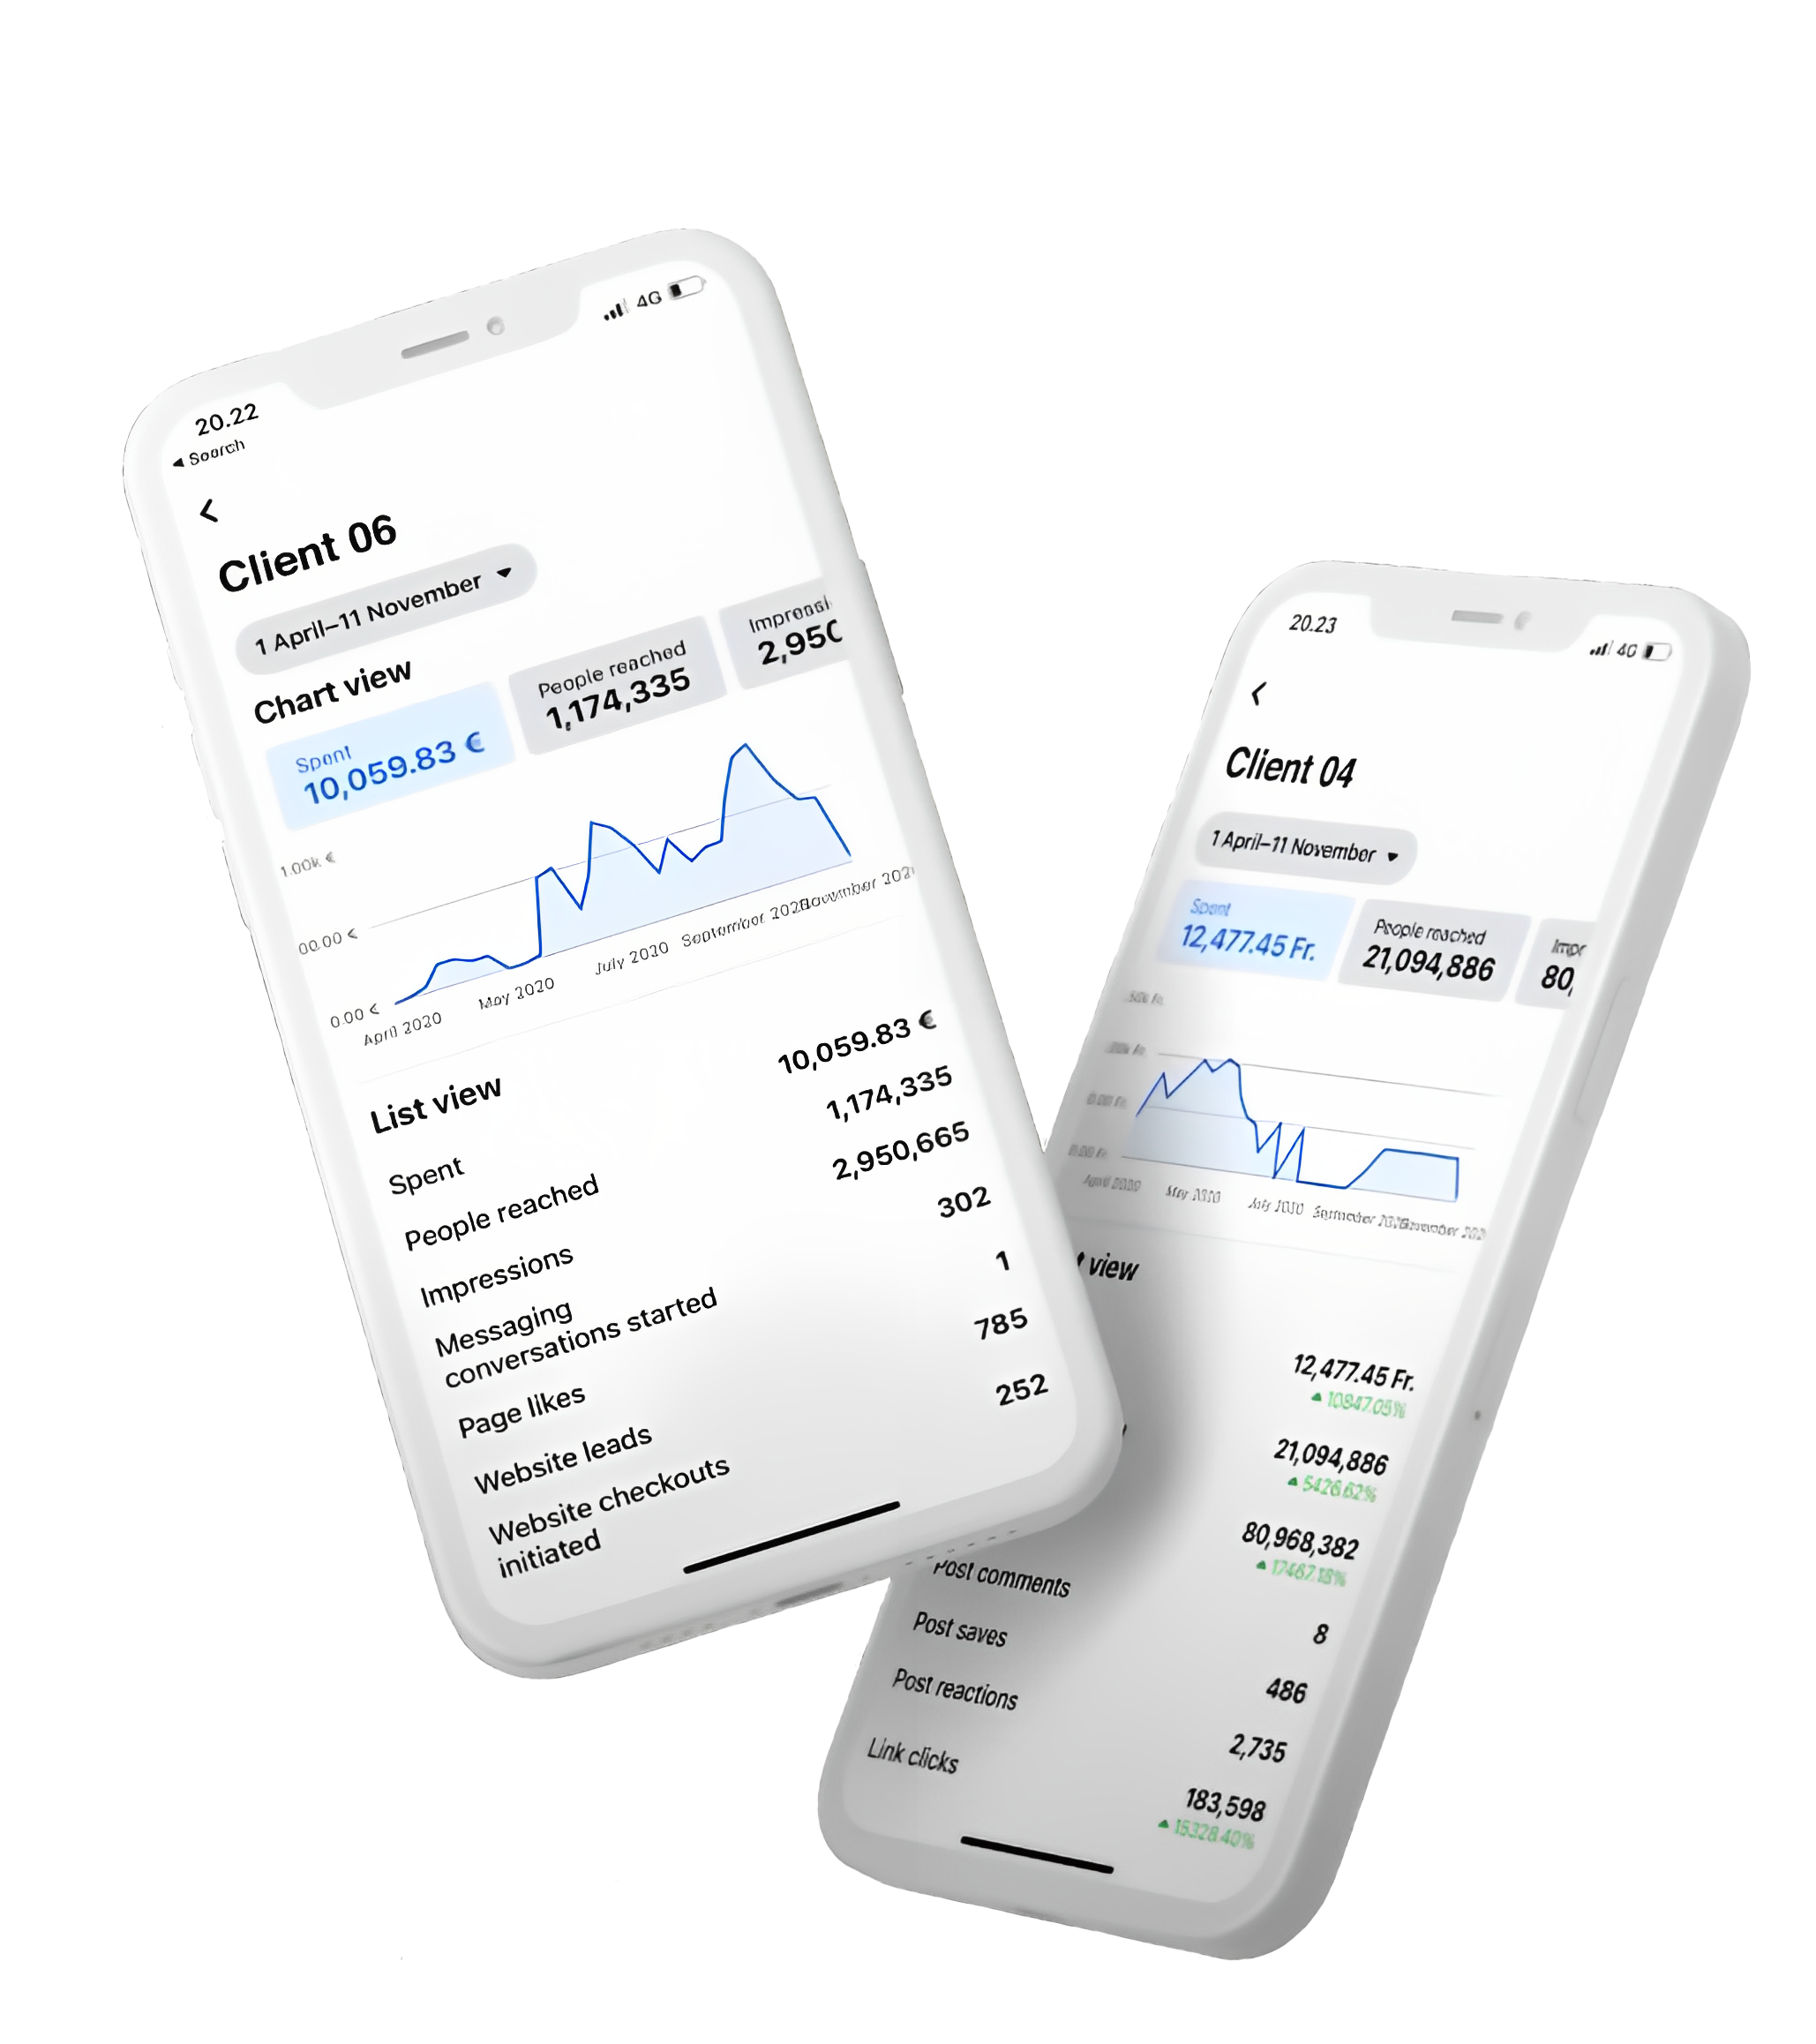 20.22
4G
Search
Client 06
1 April–11 November
Chart view
Spent
10,059.83 €
People reached
1,174,335
Impressi
2,950
1.00k €
00.00 €
0.00 €
April 2020
May 2020
July 2020
September 202
November 202
List view
Spent
10,059.83 €
People reached
1,174,335
Impressions
2,950,665
Messaging
conversations started
302
Page likes
1
Website leads
785
Website checkouts
initiated
252
20.23
4G
Client 04
1 April–11 November
Spent
12,477.45 Fr.
People reached
21,094,886
Impr
80,
April 2020
May 2020
July 2020
September 202
November 202
view
12,477.45 Fr.
10847.05%
21,094,886
5426.62%
80,968,382
17467.18%
Post comments
8
Post saves
486
Post reactions
2,735
Link clicks
183,598
15328.40%